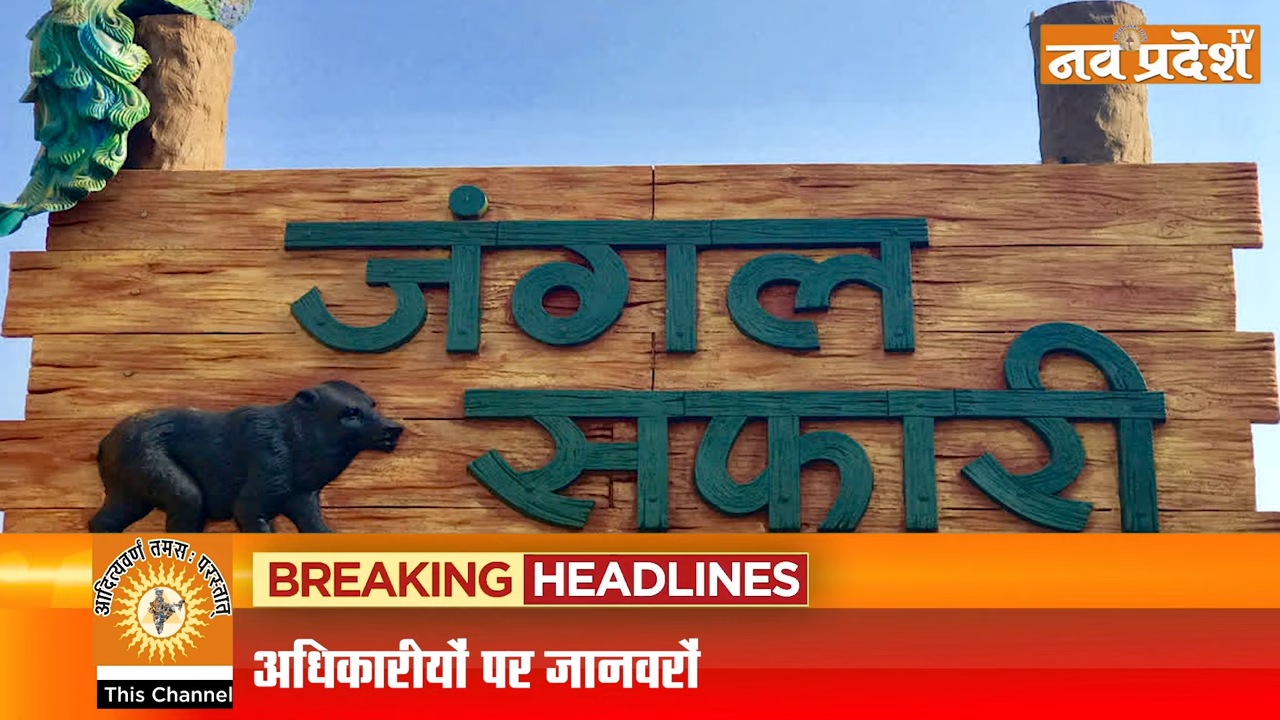 नव प्रदेश TV
जंगल
सफारी
आदित्यवर्णं तमसः परस्तात्
BREAKING HEADLINES
अधिकारीयों पर जानवरों
This Channel